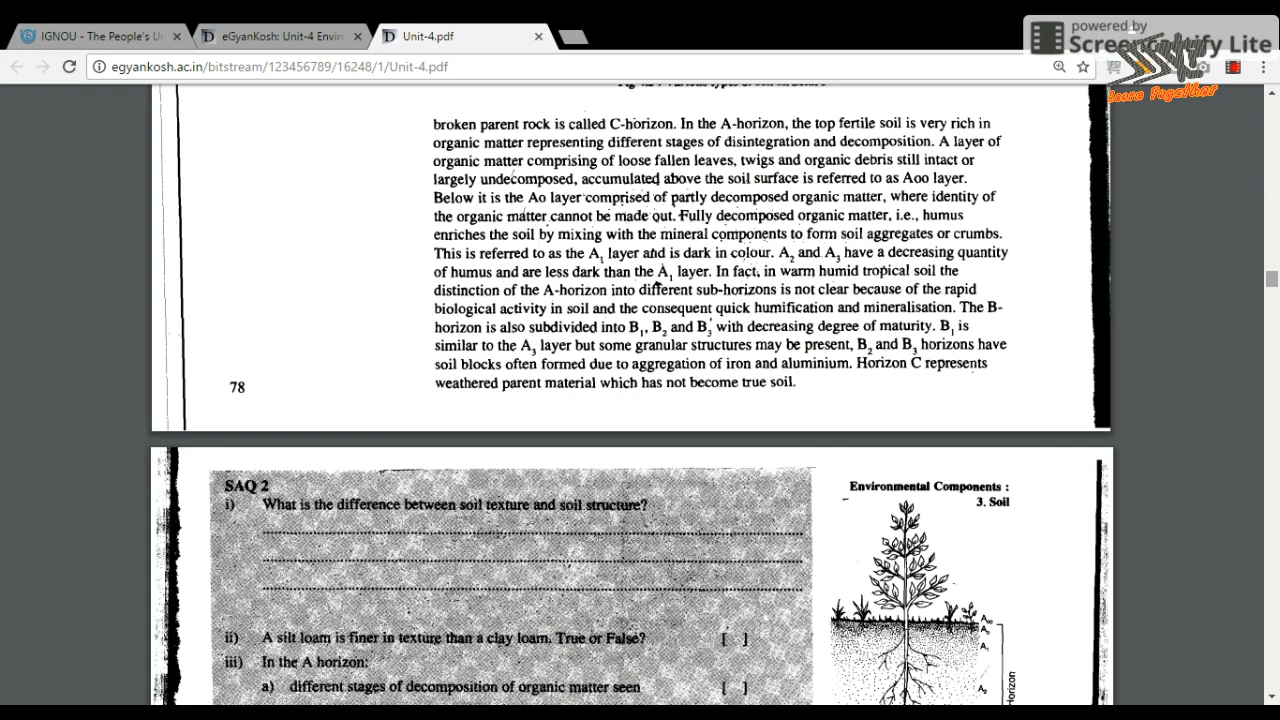 powered by
Screencastify Lite
IGNOU - The People's Un
eGyanKosh: Unit-4 Enviro
Unit-4.pdf
egyankosh.ac.in/bitstream/123456789/16248/1/Unit-4.pdf
Learn Together
broken parent rock is called C-horizon. In the A-horizon, the top fertile soil is very rich in
organic matter representing different stages of disintegration and decomposition. A layer of
organic matter comprising of loose fallen leaves, twigs and organic debris still intact or
largely undecomposed, accumulated above the soil surface is referred to as Aoo layer.
Below it is the Ao layer comprised of partly decomposed organic matter, where identity of
the organic matter cannot be made out. Fully decomposed organic matter, i.e., humus
enriches the soil by mixing with the mineral components to form soil aggregates or crumbs.
This is referred to as the A₁ layer and is dark in colour. A₂ and A₃ have a decreasing quantity
of humus and are less dark than the A₁ layer. In fact, in warm humid tropical soil the
distinction of the A-horizon into different sub-horizons is not clear because of the rapid
biological activity in soil and the consequent quick humification and mineralisation. The B-
horizon is also subdivided into B₁, B₂ and B₃ with decreasing degree of maturity. B₁ is
similar to the A₃ layer but some granular structures may be present, B₂ and B₃ horizons have
soil blocks often formed due to aggregation of iron and aluminium. Horizon C represents
weathered parent material which has not become true soil.
78
SAQ 2
i) What is the difference between soil texture and soil structure?
ii) A silt loam is finer in texture than a clay loam. True or False? [ ]
iii) In the A horizon:
a) different stages of decomposition of organic matter seen [ ]
Environmental Components :
3. Soil
A₀₀
A₀
A₁
A₂
Horizon